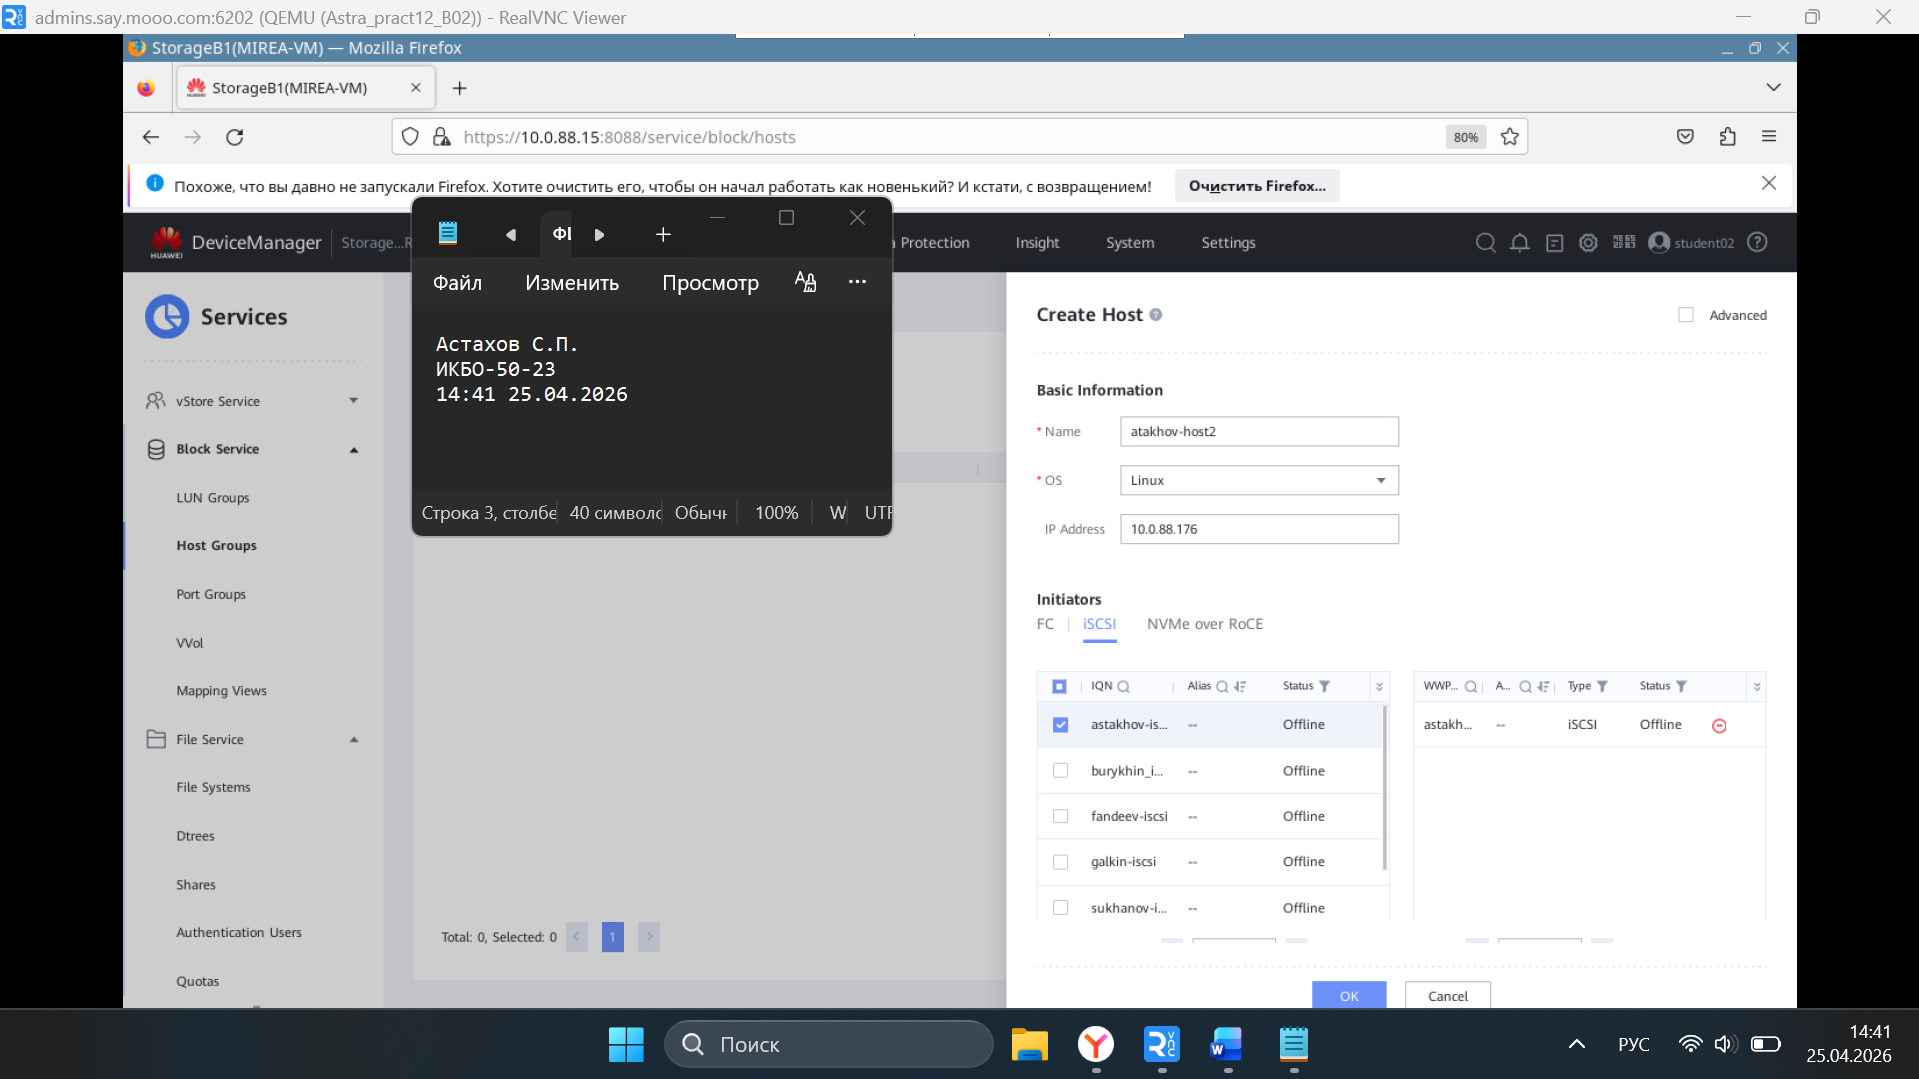 admins.say.mooo.com:6202 (QEMU (Astra_pract12_B02)) - RealVNC Viewer
StorageB1(MIREA-VM) — Mozilla Firefox
StorageB1(MIREA-VM)
https://10.0.88.15:8088/service/block/hosts
80%
Похоже, что вы давно не запускали Firefox. Хотите очистить его, чтобы он начал работать как новенький? И кстати, с возвращением!
Очистить Firefox...
HUAWEI
DeviceManager
Storage...
Protection
Insight
System
Settings
student02
Файл
Изменить
Просмотр
Астахов С.П.
ИКБО-50-23
14:41 25.04.2026
Строка 3, столбе
40 символо
Обычн
100%
W
UTF
Services
vStore Service
Block Service
LUN Groups
Host Groups
Port Groups
VVol
Mapping Views
File Service
File Systems
Dtrees
Shares
Authentication Users
Quotas
Total: 0, Selected: 0
1
Create Host
Advanced
Basic Information
* Name
atakhov-host2
* OS
Linux
IP Address
10.0.88.176
Initiators
FC
iSCSI
NVMe over RoCE
IQN
Alias
Status
astakhov-is...
--
Offline
burykhin_i...
--
Offline
fandeev-iscsi
--
Offline
galkin-iscsi
--
Offline
sukhanov-i...
--
Offline
WWP...
A...
Type
Status
astakh...
--
iSCSI
Offline
OK
Cancel
Поиск
РУС
14:41
25.04.2026